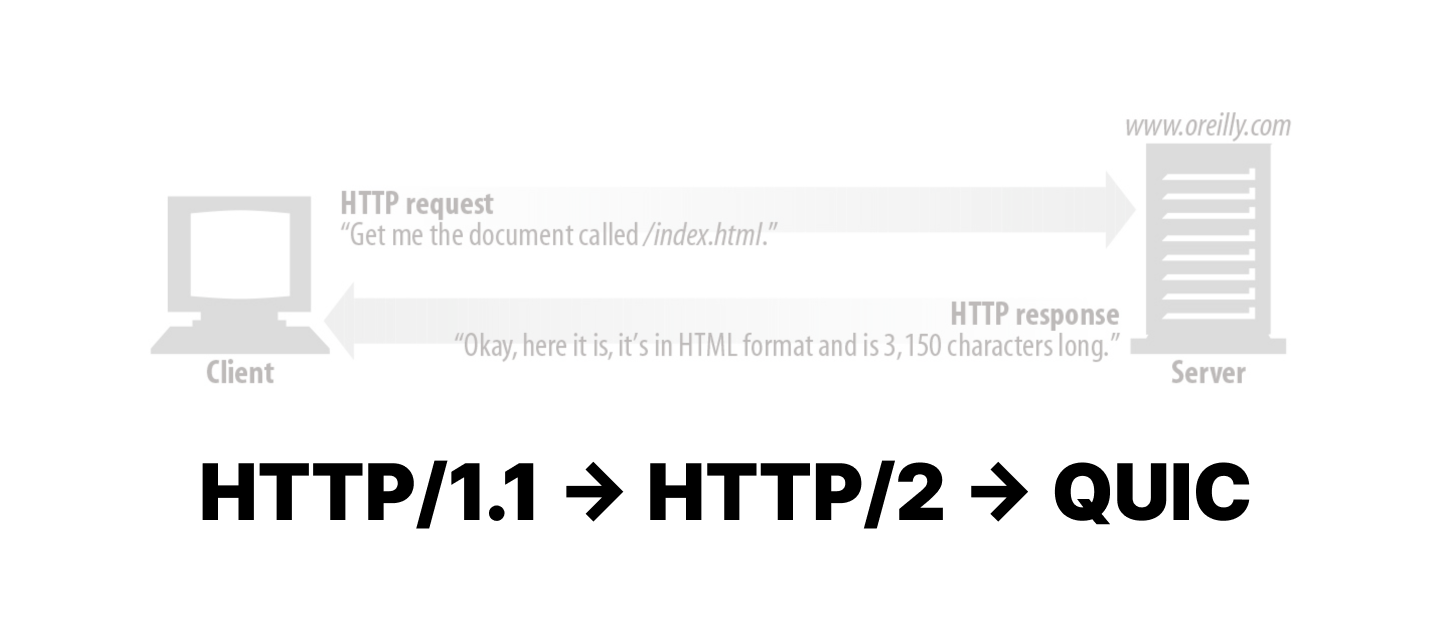 www.oreilly.com
HTTP request
“Get me the document called /index.html.”
HTTP response
“Okay, here it is, it’s in HTML format and is 3,150 characters long.”
Client
Server
HTTP/1.1 → HTTP/2 → QUIC